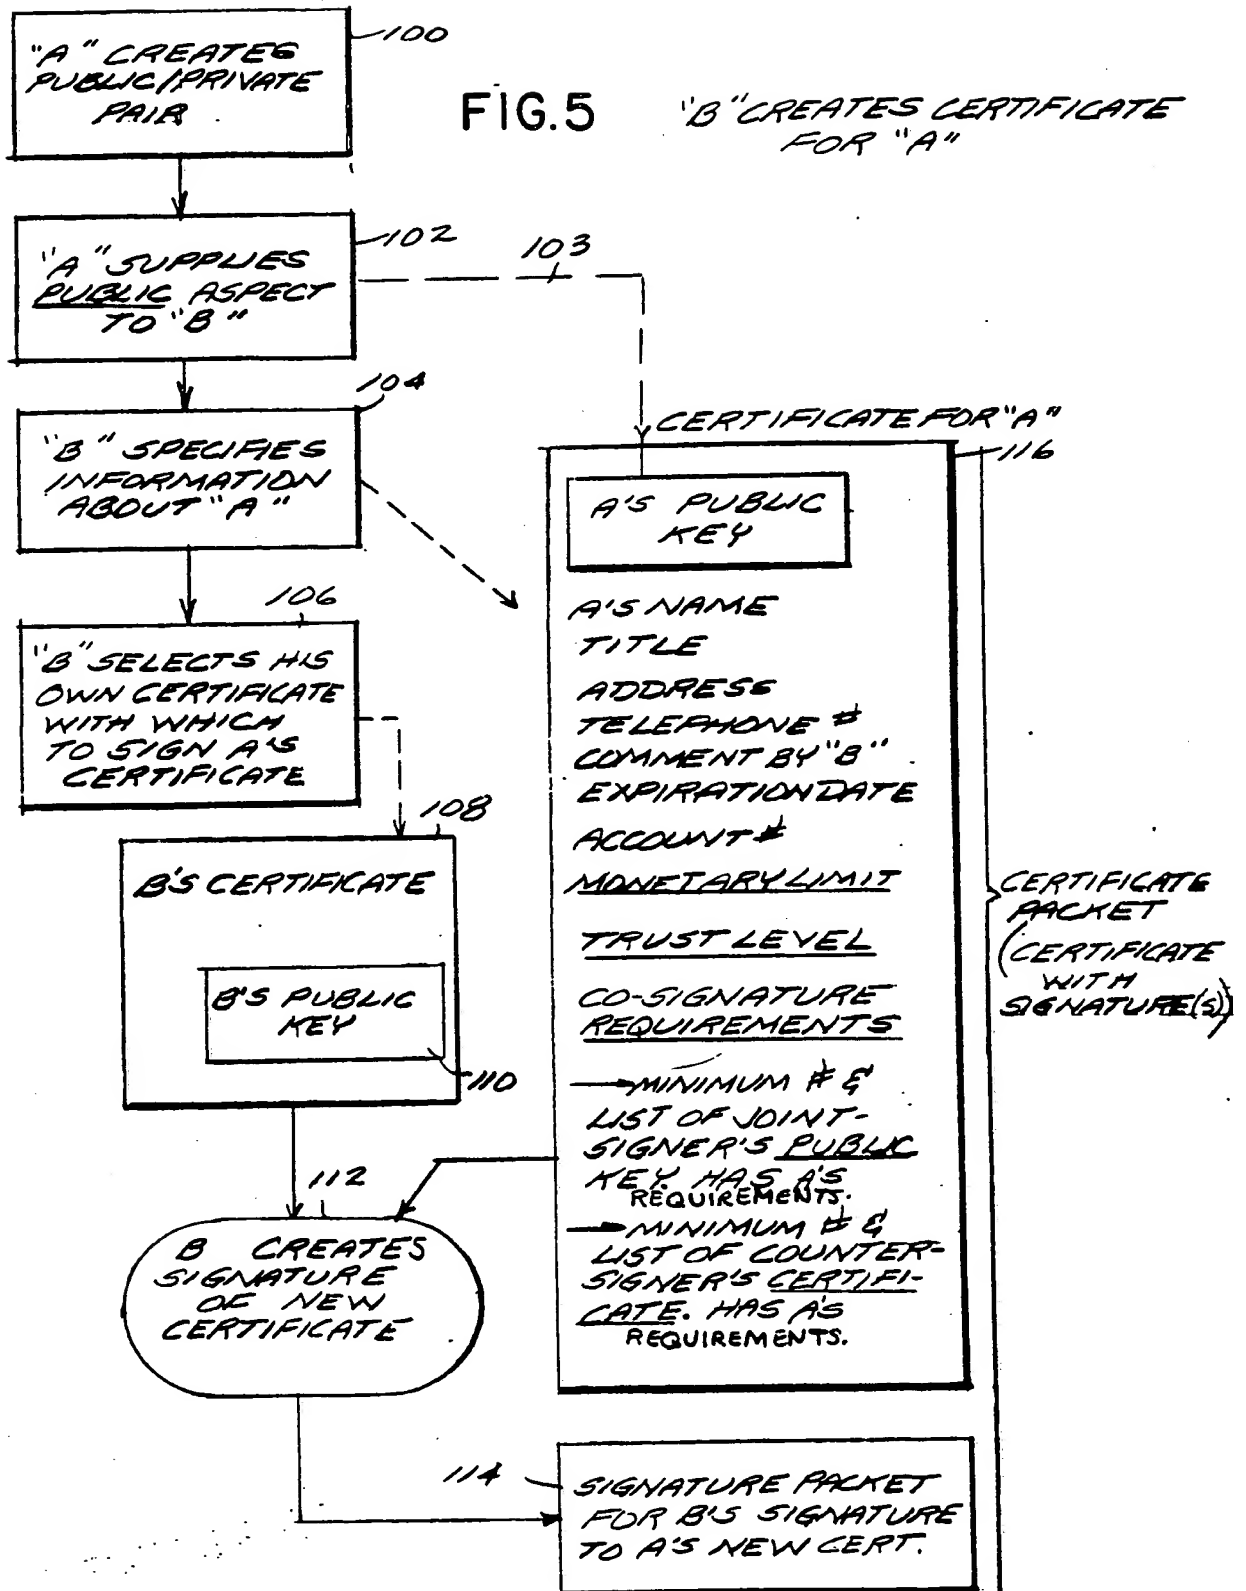 100
"A" CREATES
PUBLIC/PRIVATE
PAIR
FIG.5
"B" CREATES CERTIFICATE
FOR "A"
102
"A" SUPPLIES
PUBLIC ASPECT
TO "B"
103
104
"B" SPECIFIES
INFORMATION
ABOUT "A"
106
"B" SELECTS HIS
OWN CERTIFICATE
WITH WHICH
TO SIGN A'S
CERTIFICATE
108
B'S CERTIFICATE
B'S PUBLIC
KEY
110
112
B CREATES
SIGNATURE
OF NEW
CERTIFICATE
CERTIFICATE FOR "A"
116
A'S PUBLIC
KEY
A'S NAME
TITLE
ADDRESS
TELEPHONE #
COMMENT BY "B"
EXPIRATION DATE
ACCOUNT #
MONETARY LIMIT
TRUST LEVEL
CO-SIGNATURE
REQUIREMENTS
MINIMUM # &
LIST OF JOINT-
SIGNER'S PUBLIC
KEY. HAS A'S
REQUIREMENTS.
MINIMUM # &
LIST OF COUNTER-
SIGNER'S CERTIFI-
CATE. HAS A'S
REQUIREMENTS.
CERTIFICATE
PACKET
(CERTIFICATE
WITH
SIGNATURE(S))
114
SIGNATURE PACKET
FOR B'S SIGNATURE
TO A'S NEW CERT.